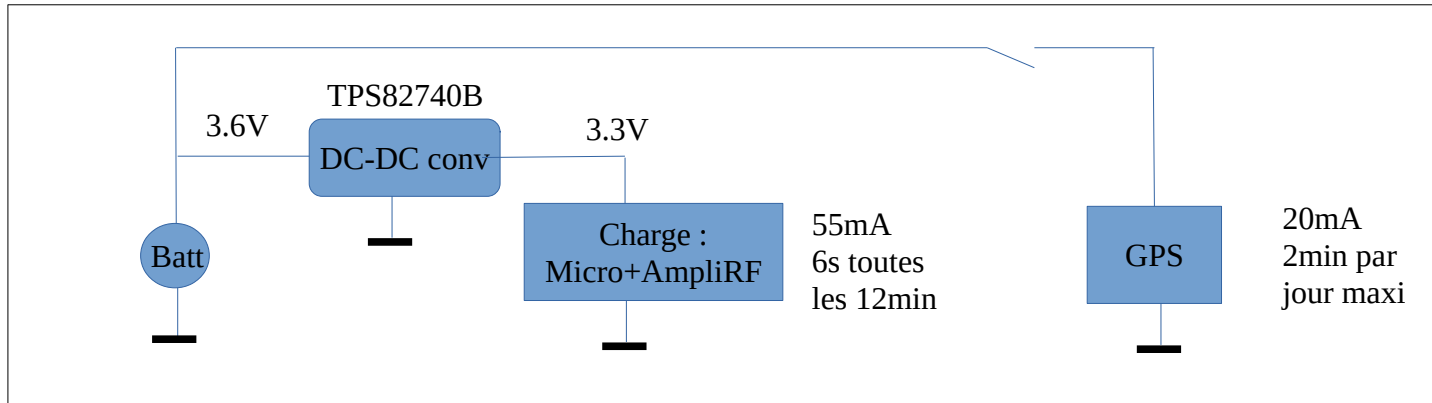 TPS82740B
3.6V
DC-DC conv
3.3V
Batt
Charge :
Micro+AmpliRF
55mA
6s toutes
les 12min
GPS
20mA
2min par
jour maxi